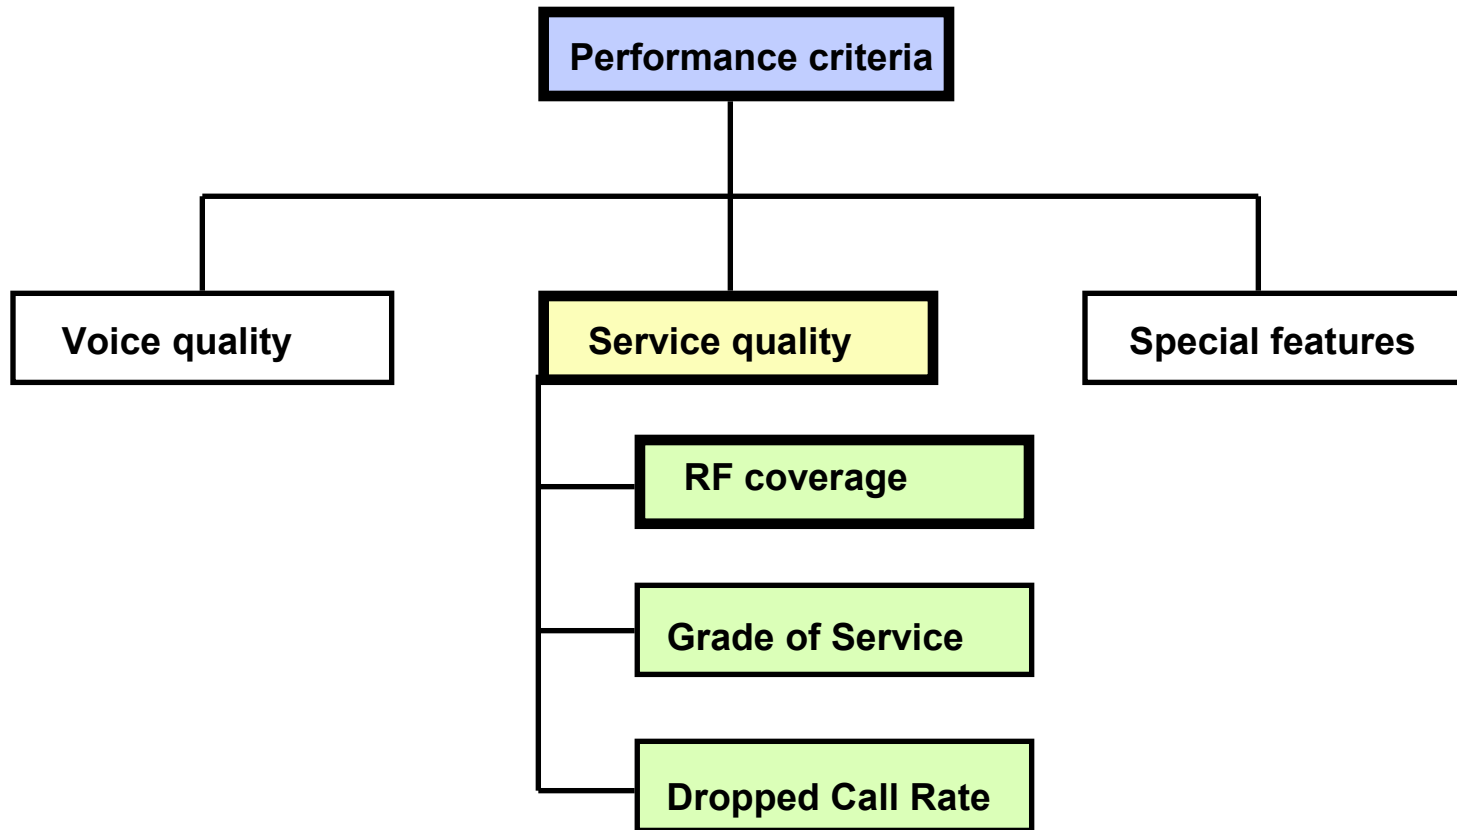 Performance criteria
Voice quality
Service quality
Special features
RF coverage
Grade of Service
Dropped Call Rate